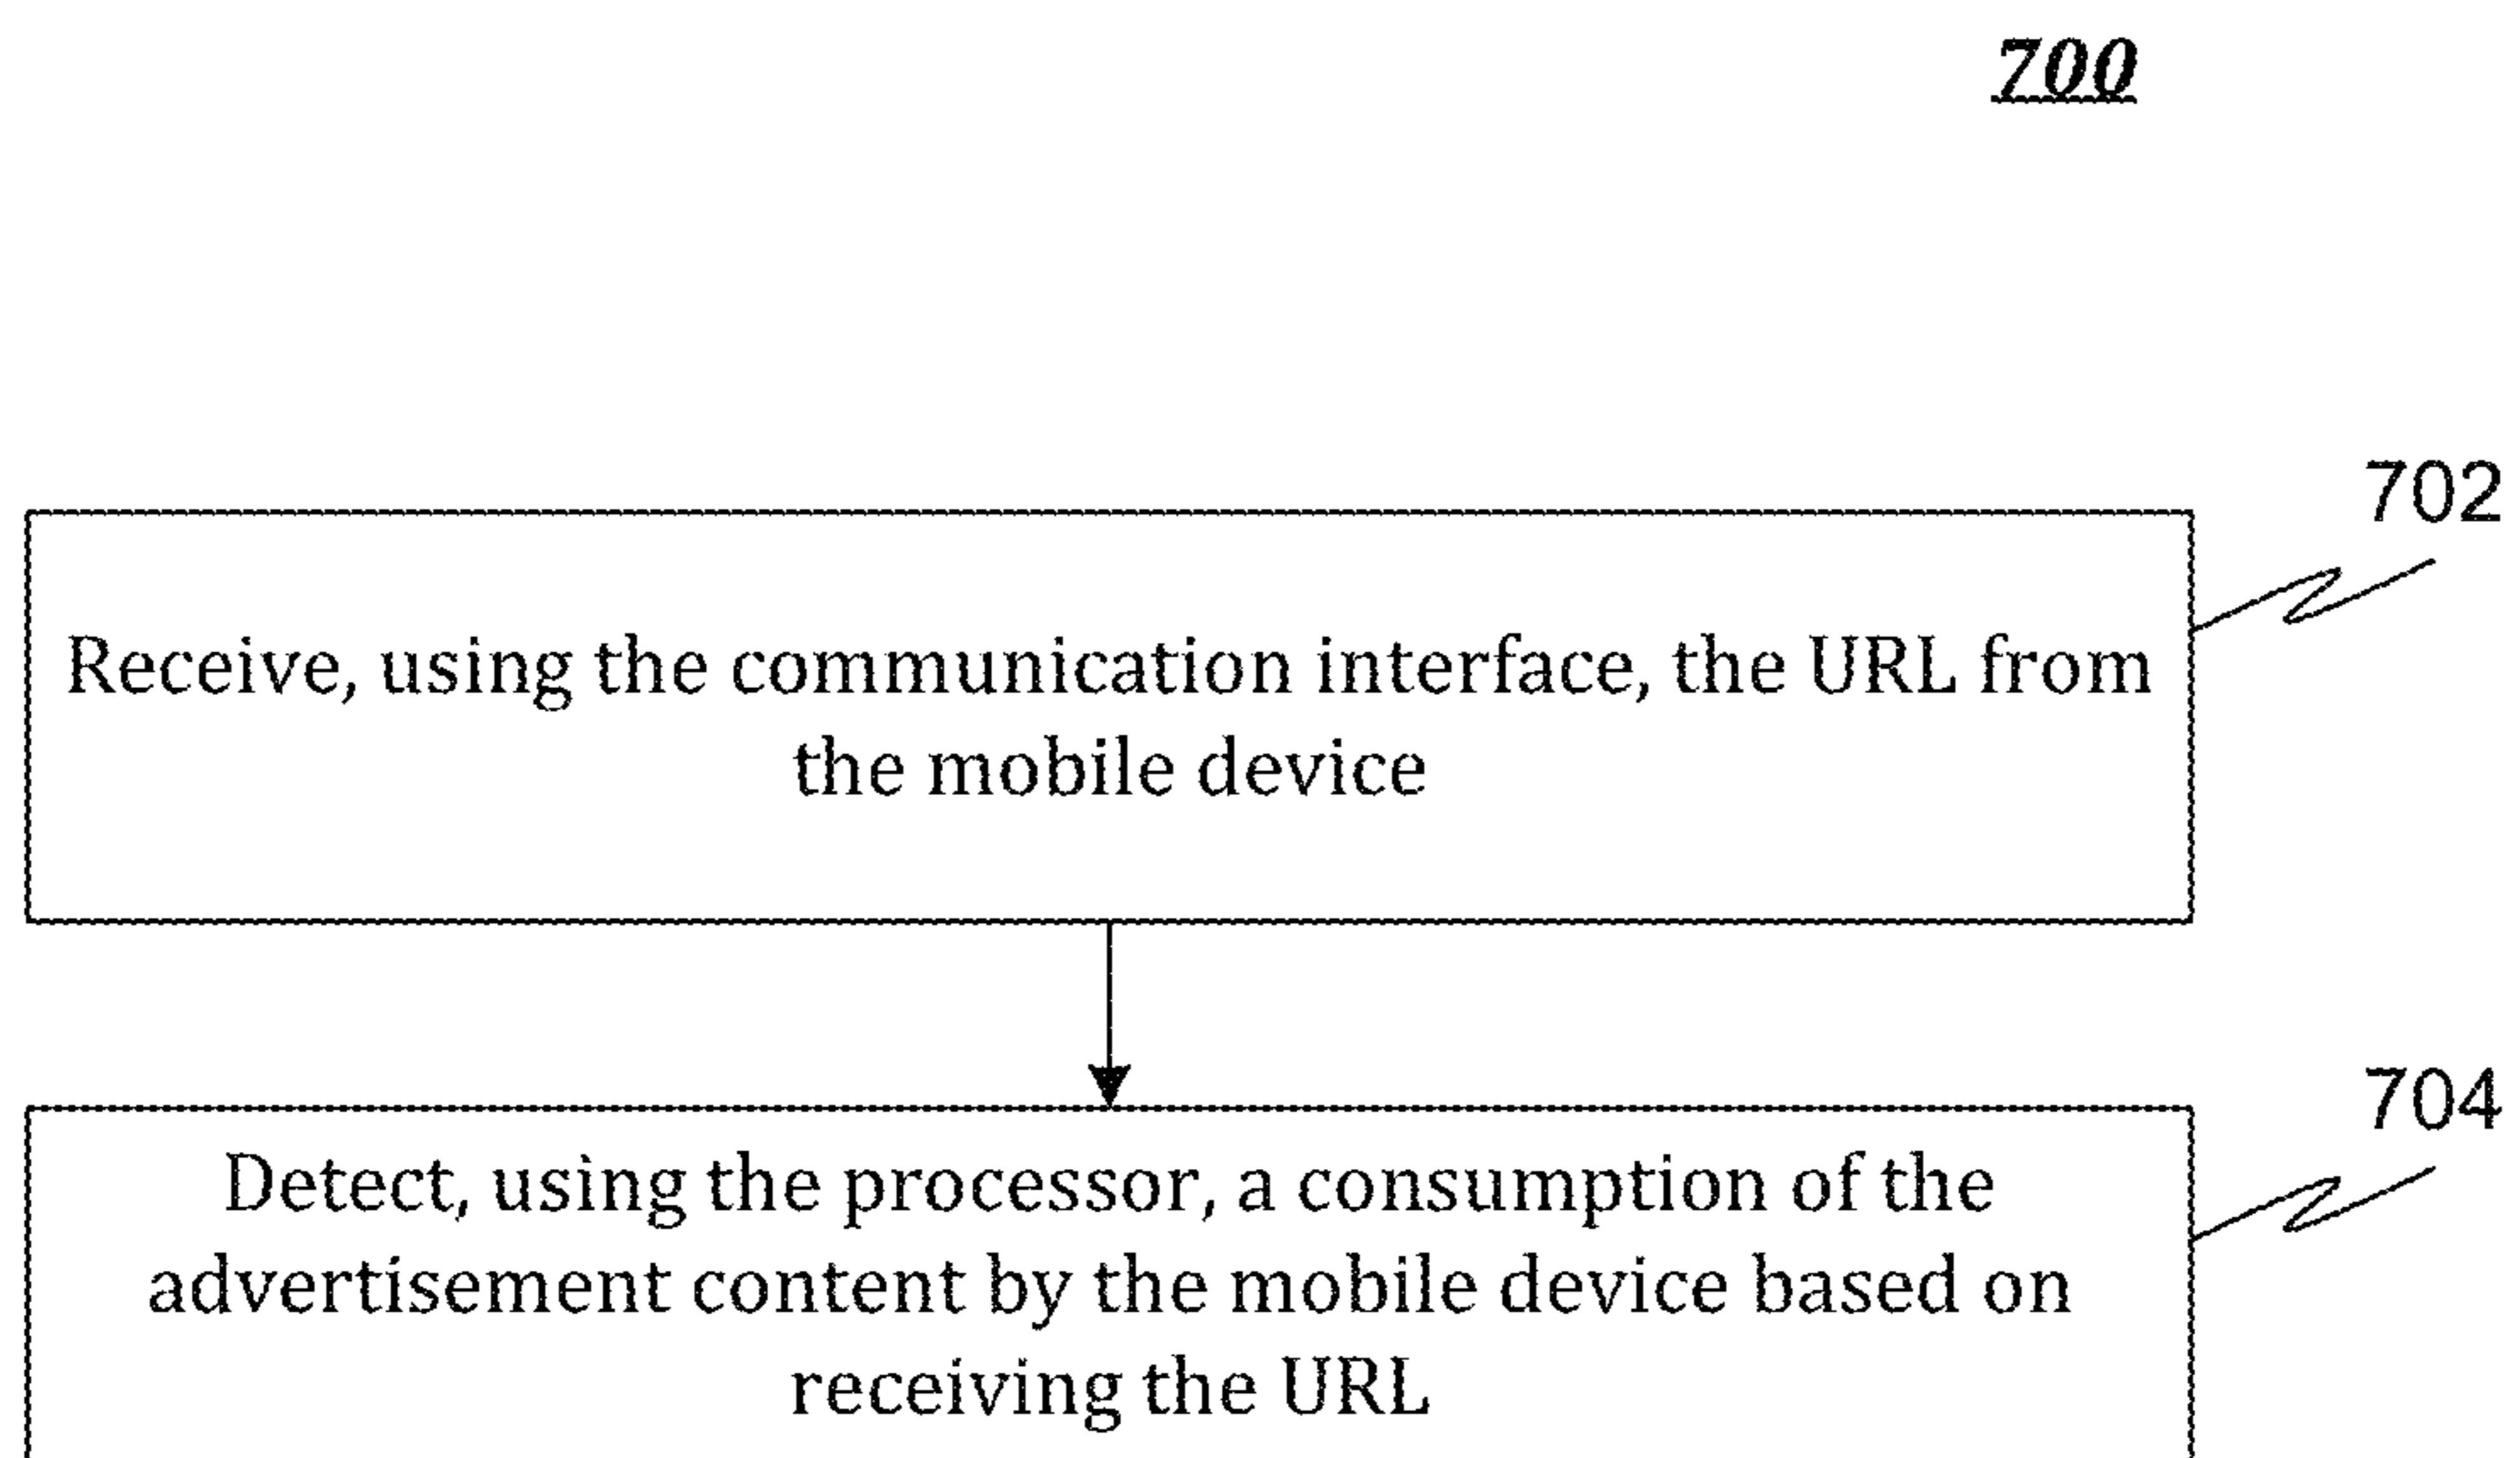 700
702
Receive, using the communication interface, the URL from
the mobile device
704
Detect, using the processor, a consumption of the
advertisement content by the mobile device based on
receiving the URL